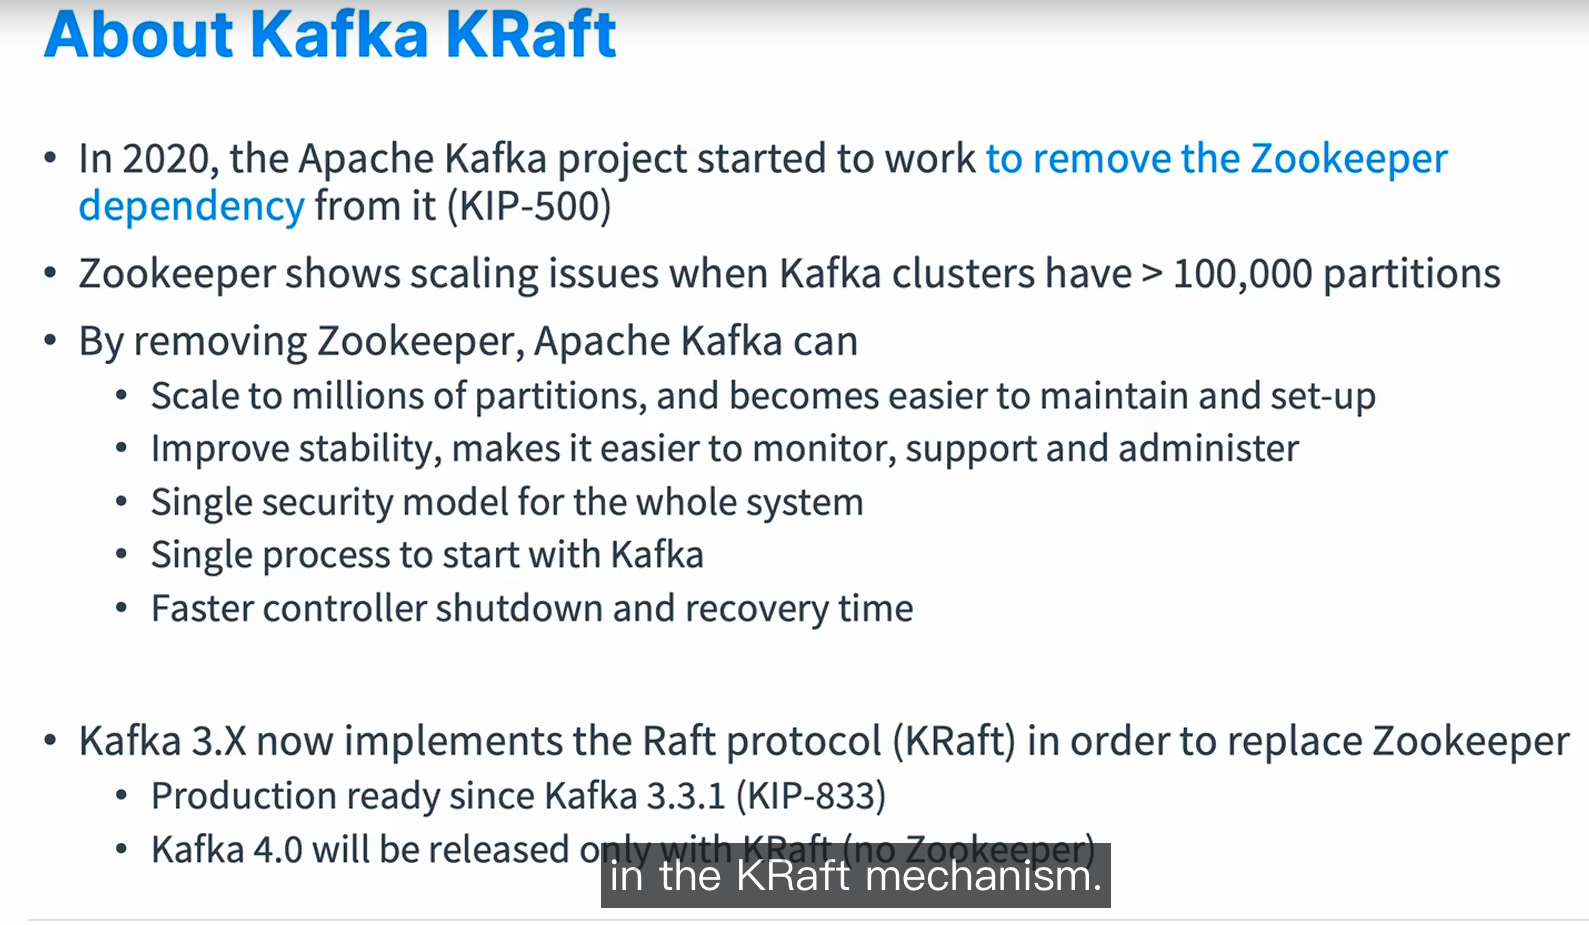 About Kafka KRaft
• In 2020, the Apache Kafka project started to work to remove the Zookeeper
dependency from it (KIP-500)
• Zookeeper shows scaling issues when Kafka clusters have > 100,000 partitions
• By removing Zookeeper, Apache Kafka can
• Scale to millions of partitions, and becomes easier to maintain and set-up
• Improve stability, makes it easier to monitor, support and administer
• Single security model for the whole system
• Single process to start with Kafka
• Faster controller shutdown and recovery time
• Kafka 3.X now implements the Raft protocol (KRaft) in order to replace Zookeeper
• Production ready since Kafka 3.3.1 (KIP-833)
• Kafka 4.0 will be released only with KRaft (no Zookeeper)
in the KRaft mechanism.